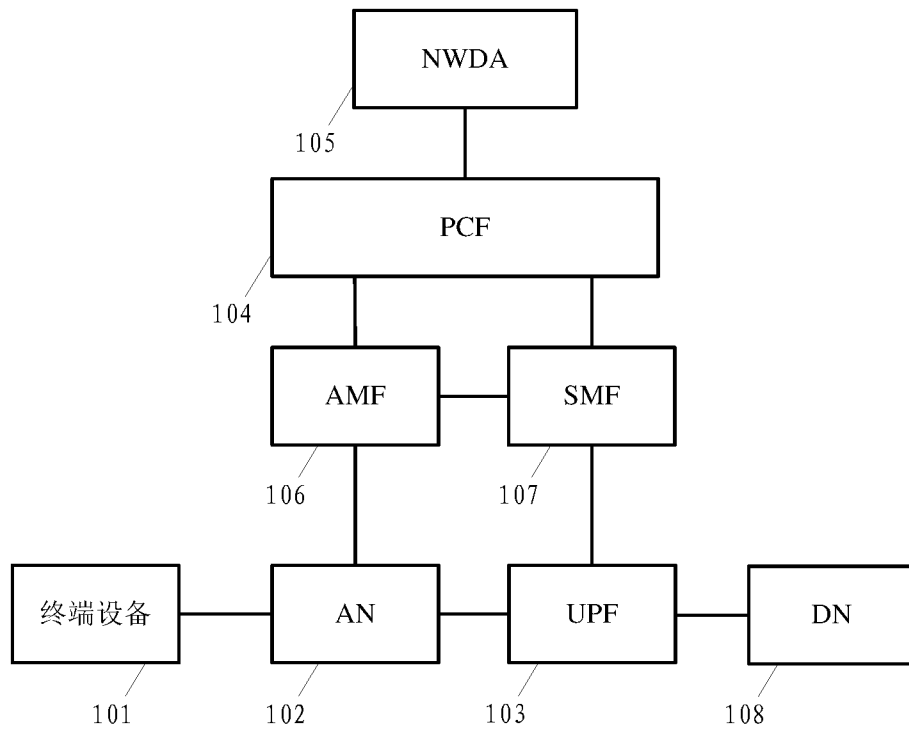 NWDA
105
PCF
104
AMF
SMF
106
107
终端设备
AN
UPF
DN
101
102
103
108